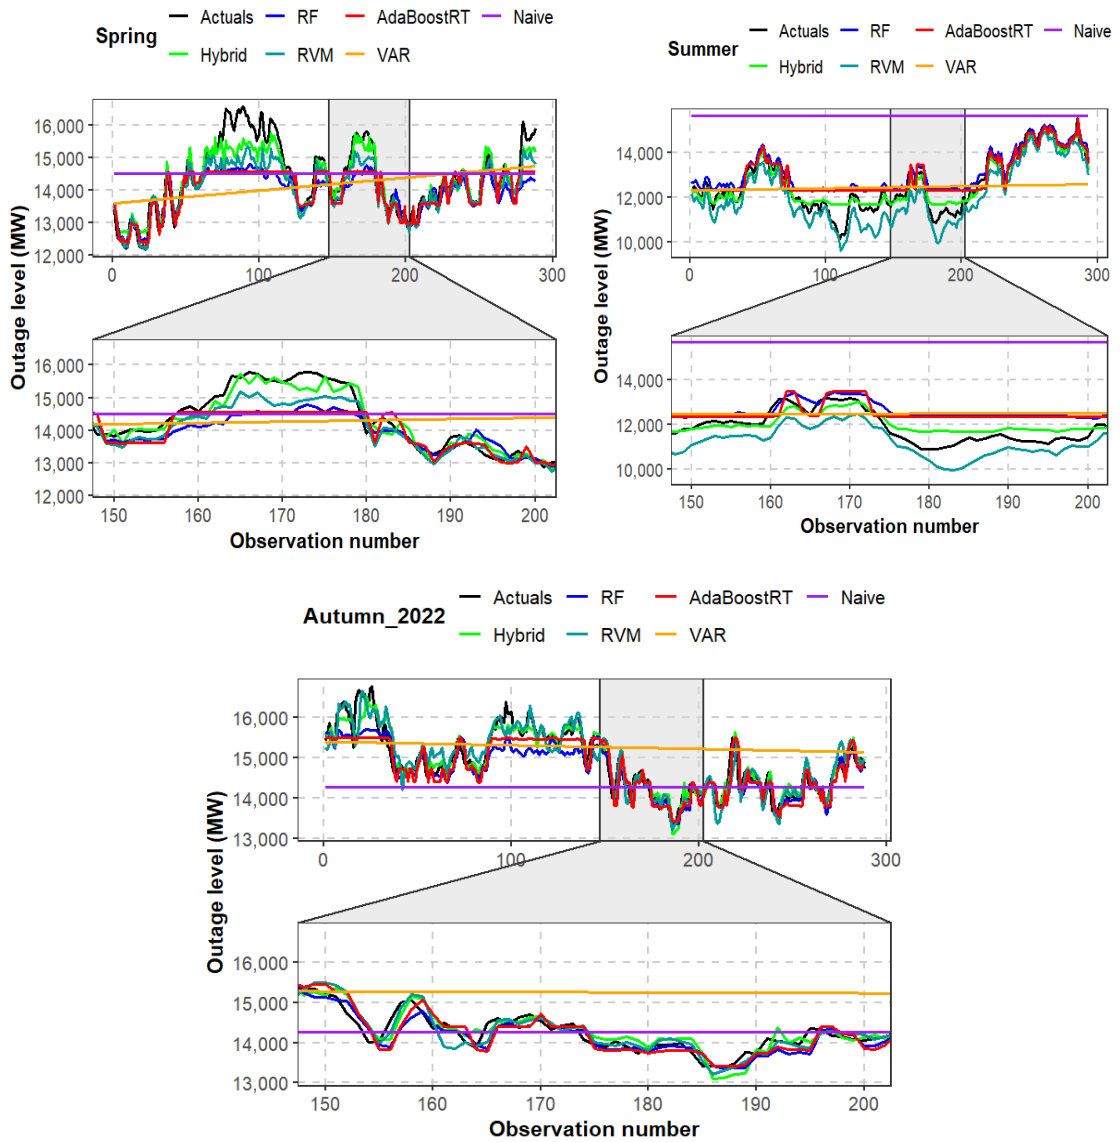 Spring
Actuals RF AdaBoostRT Naive
Hybrid RVM VAR
Outage level (MW)
16,000
15,000
14,000
13,000
12,000
0 100 200 300
16,000
15,000
14,000
13,000
12,000
150 160 170 180 190 200
Observation number
Summer
Actuals RF AdaBoostRT Naive
Hybrid RVM VAR
Outage level (MW)
14,000
12,000
10,000
0 100 200 300
14,000
12,000
10,000
150 160 170 180 190 200
Observation number
Autumn_2022
Actuals RF AdaBoostRT Naive
Hybrid RVM VAR
Outage level (MW)
16,000
15,000
14,000
13,000
0 100 200 300
16,000
15,000
14,000
13,000
150 160 170 180 190 200
Observation number